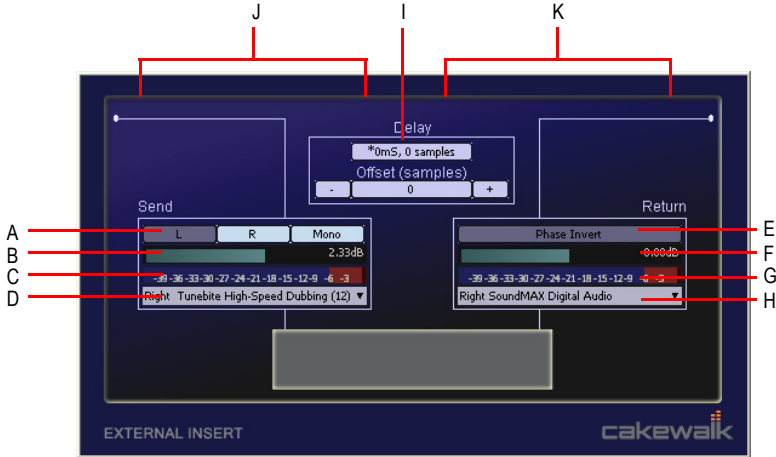 J
I
K
Delay
*0mS, 0 samples
Offset (samples)
- 0 +
Send
Return
A
L R Mono
Phase Invert
E
B
2.33dB
0.00dB
F
C
-39 -36 -33 -30 -27 -24 -21 -18 -15 -12 -9 -6 -3
-39 -36 -33 -30 -27 -24 -21 -18 -15 -12 -9 -6 -3
G
D
Right Tunebite High-Speed Dubbing (12) ▼
Right SoundMAX Digital Audio ▼
H
EXTERNAL INSERT
cakewalk